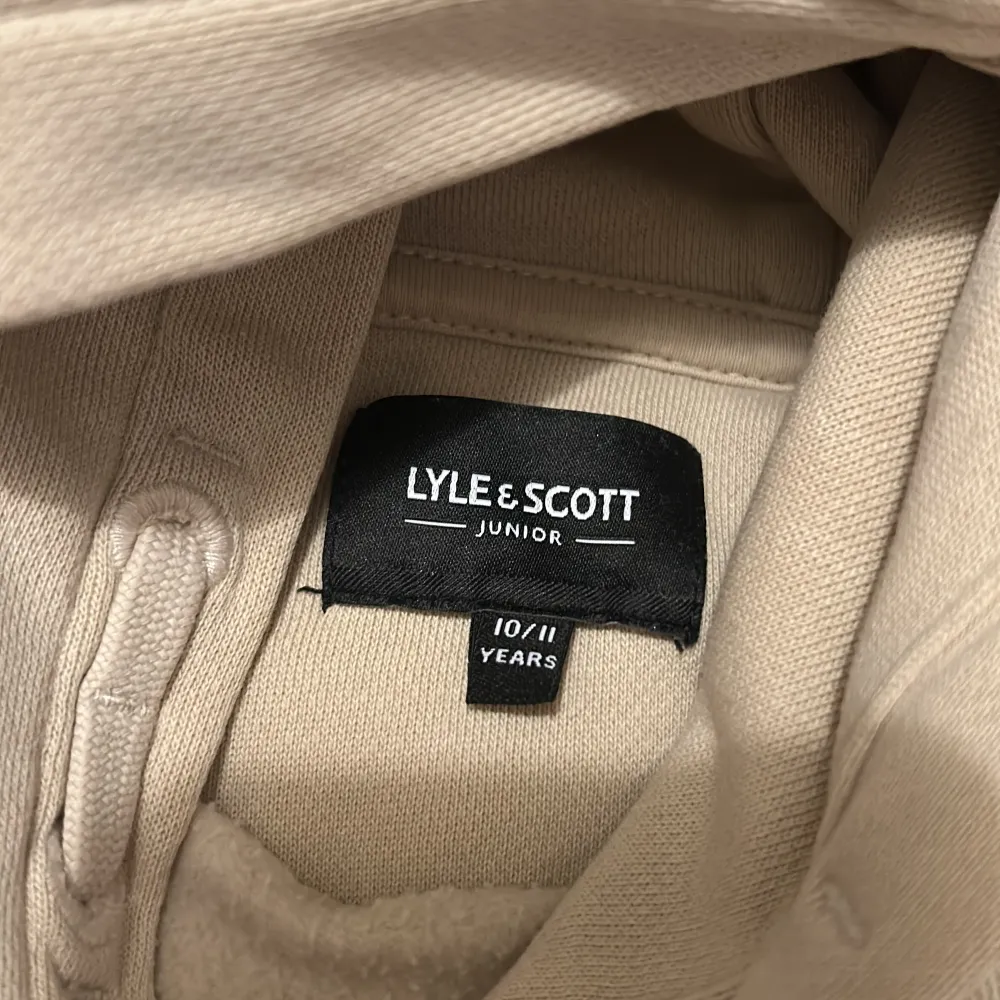 LYLE & SCOTT
JUNIOR
10/11
YEARS